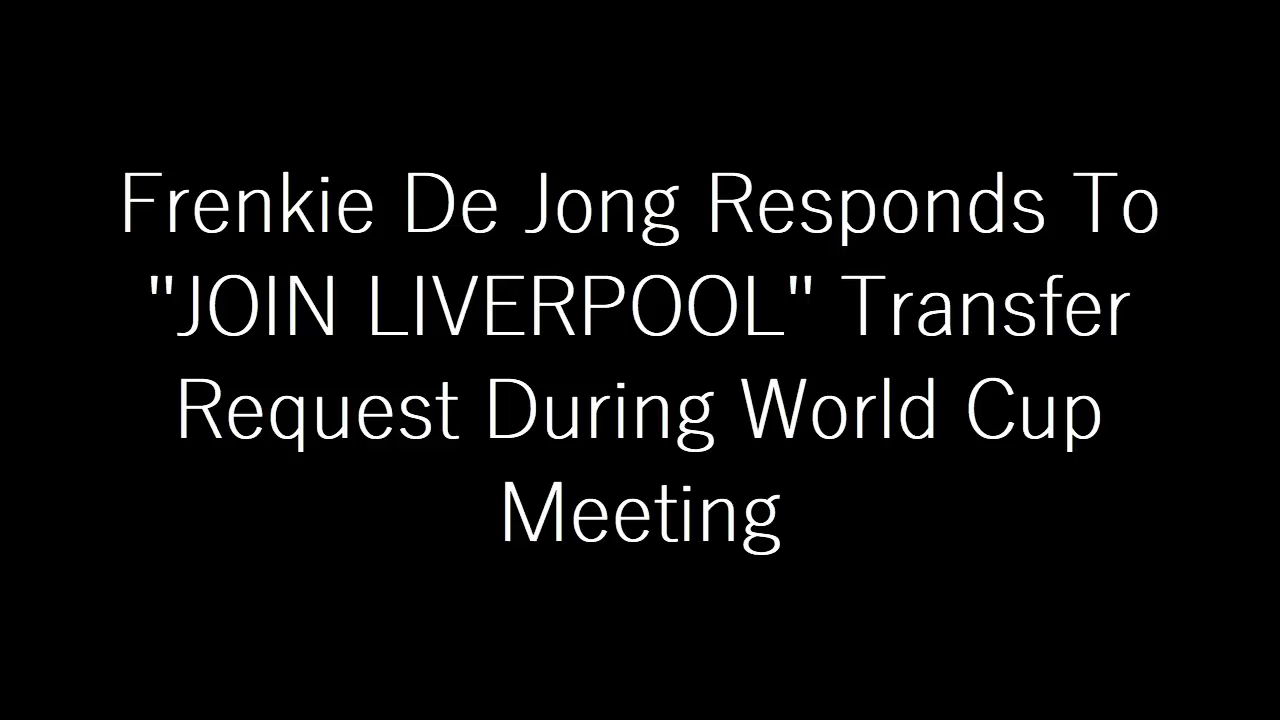 Frenkie De Jong Responds To
"JOIN LIVERPOOL" Transfer
Request During World Cup
Meeting